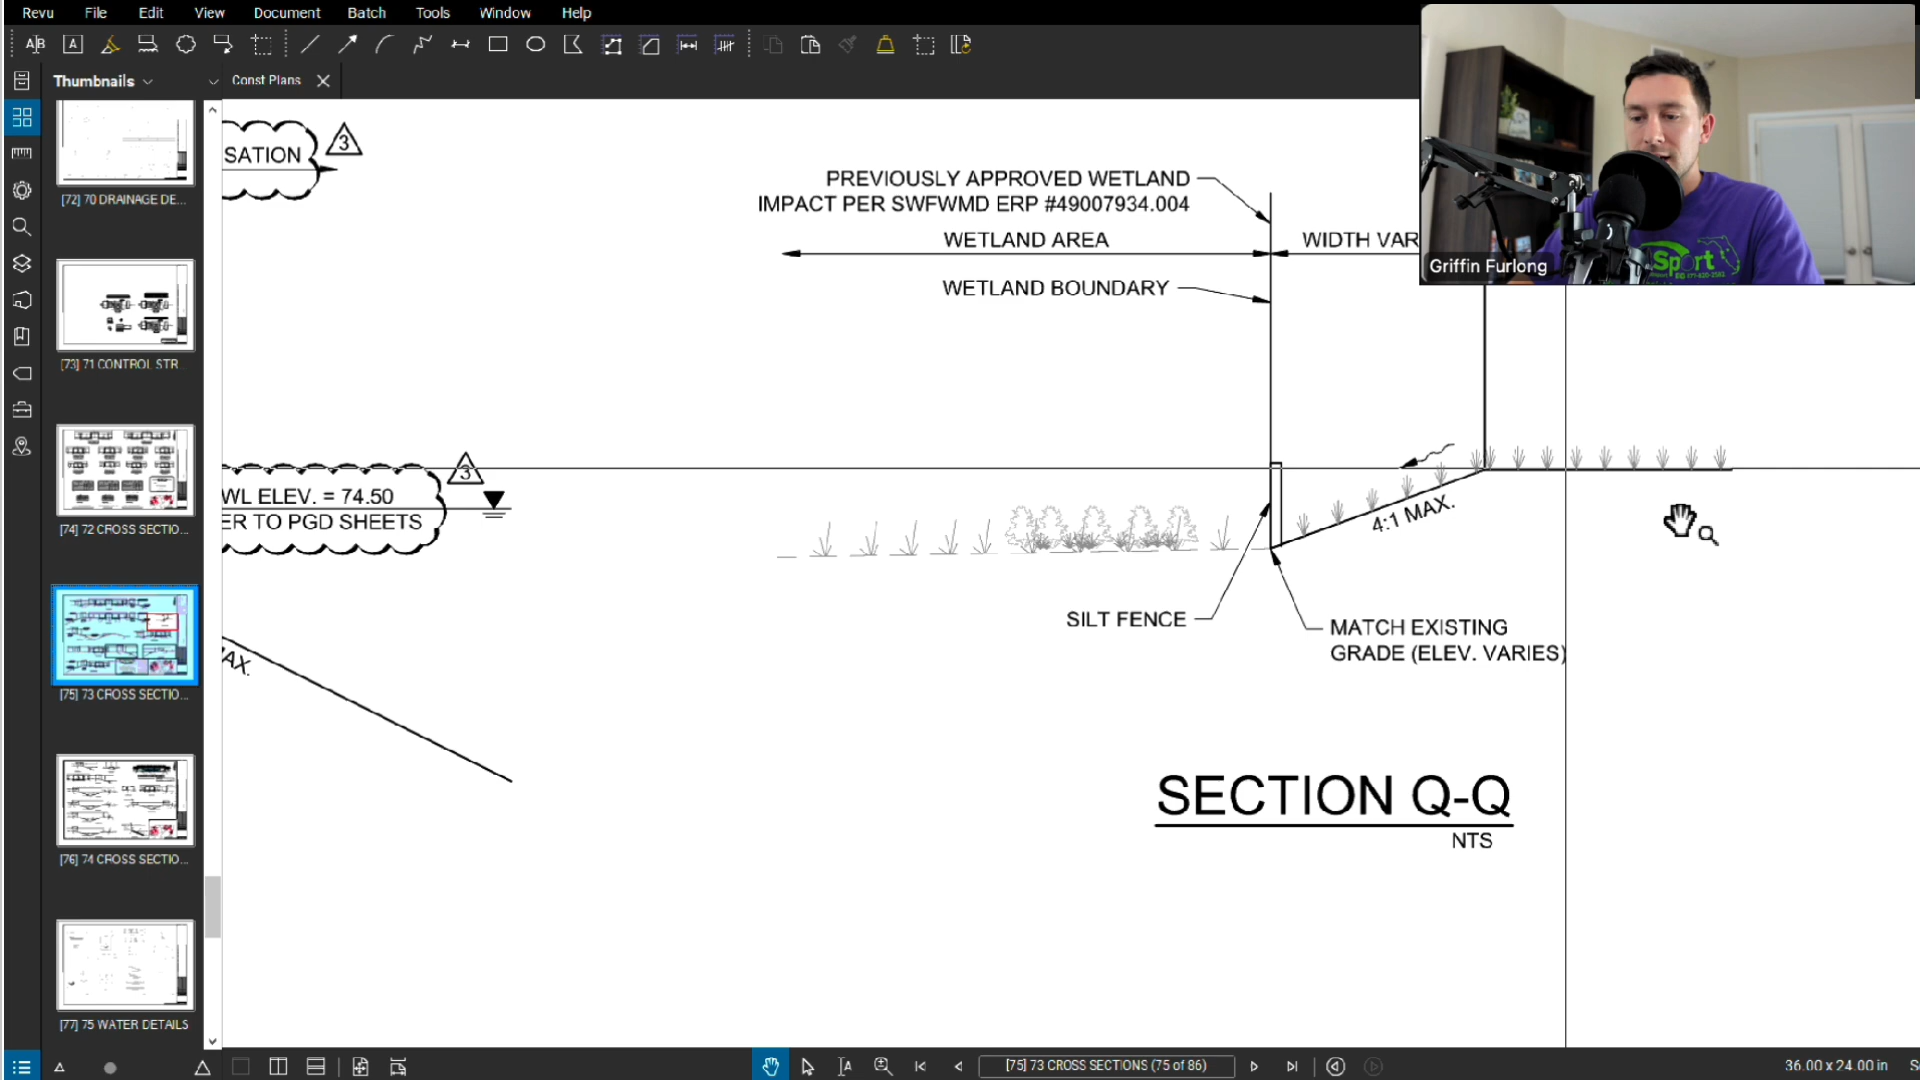 Revu File Edit View Document Batch Tools Window Help
Thumbnails
Const Plans
[72] 70 DRAINAGE DE...
[73] 71 CONTROL STR...
[74] 72 CROSS SECTIO...
[75] 73 CROSS SECTIO...
[76] 74 CROSS SECTIO...
[77] 75 WATER DETAILS
SATION
3
PREVIOUSLY APPROVED WETLAND
IMPACT PER SWFWMD ERP #49007934.004
WETLAND AREA
WIDTH VAR
WETLAND BOUNDARY
3
WL ELEV. = 74.50
ER TO PGD SHEETS
4:1 MAX.
SILT FENCE
MATCH EXISTING
GRADE (ELEV. VARIES)
AX.
SECTION Q-Q
NTS
Griffin Furlong
Sport
[75] 73 CROSS SECTIONS (75 of 86)
36.00 x 24.00 in